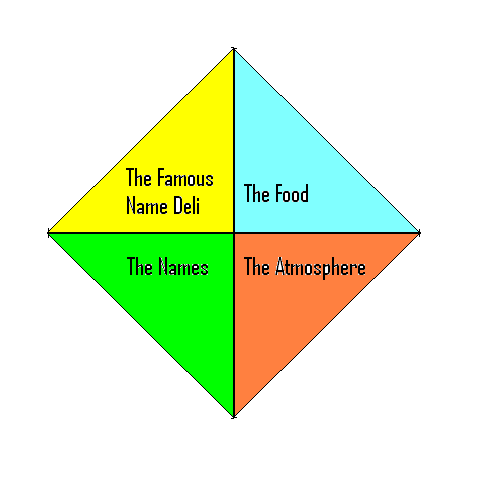 The Famous
Name Deli
The Food
The Names
The Atmosphere